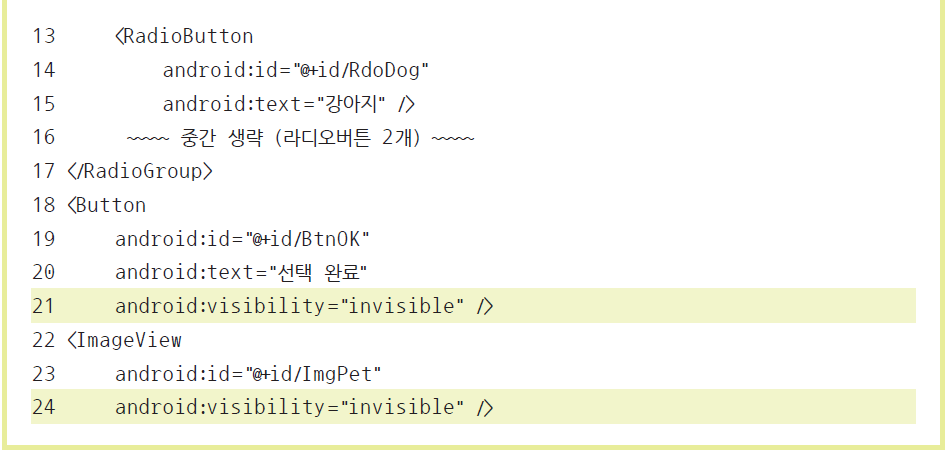 13 <RadioButton
14 android:id="@+id/RdoDog"
15 android:text="강아지" />
16 ~~~~~ 중간 생략 (라디오버튼 2개) ~~~~~
17 </RadioGroup>
18 <Button
19 android:id="@+id/BtnOK"
20 android:text="선택 완료"
21 android:visibility="invisible" />
22 <ImageView
23 android:id="@+id/ImgPet"
24 android:visibility="invisible" />